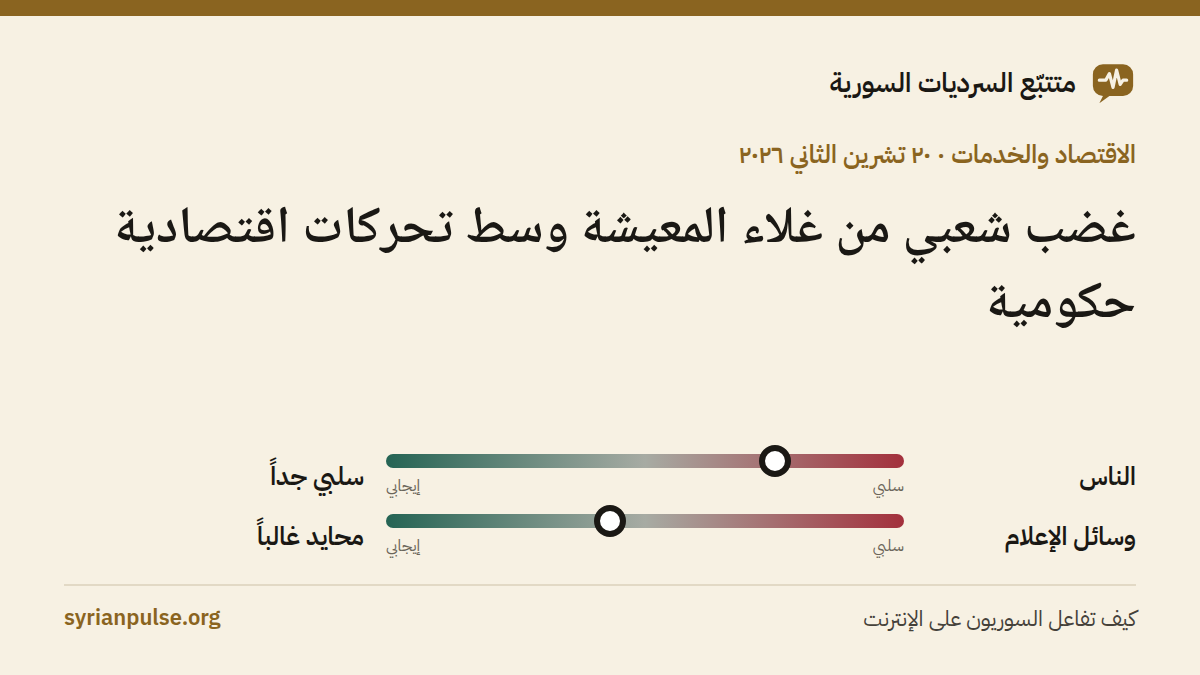 متتبّع السرديات السورية
الاقتصاد والخدمات · ٢٠ تشرين الثاني ٢٠٢٦
غضب شعبي من غلاء المعيشة وسط تحركات اقتصادية
حكومية
الناس
سلبي
إيجابي
سلبي جداً
وسائل الإعلام
سلبي
إيجابي
محايد غالباً
كيف تفاعل السوريون على الإنترنت
syrianpulse.org